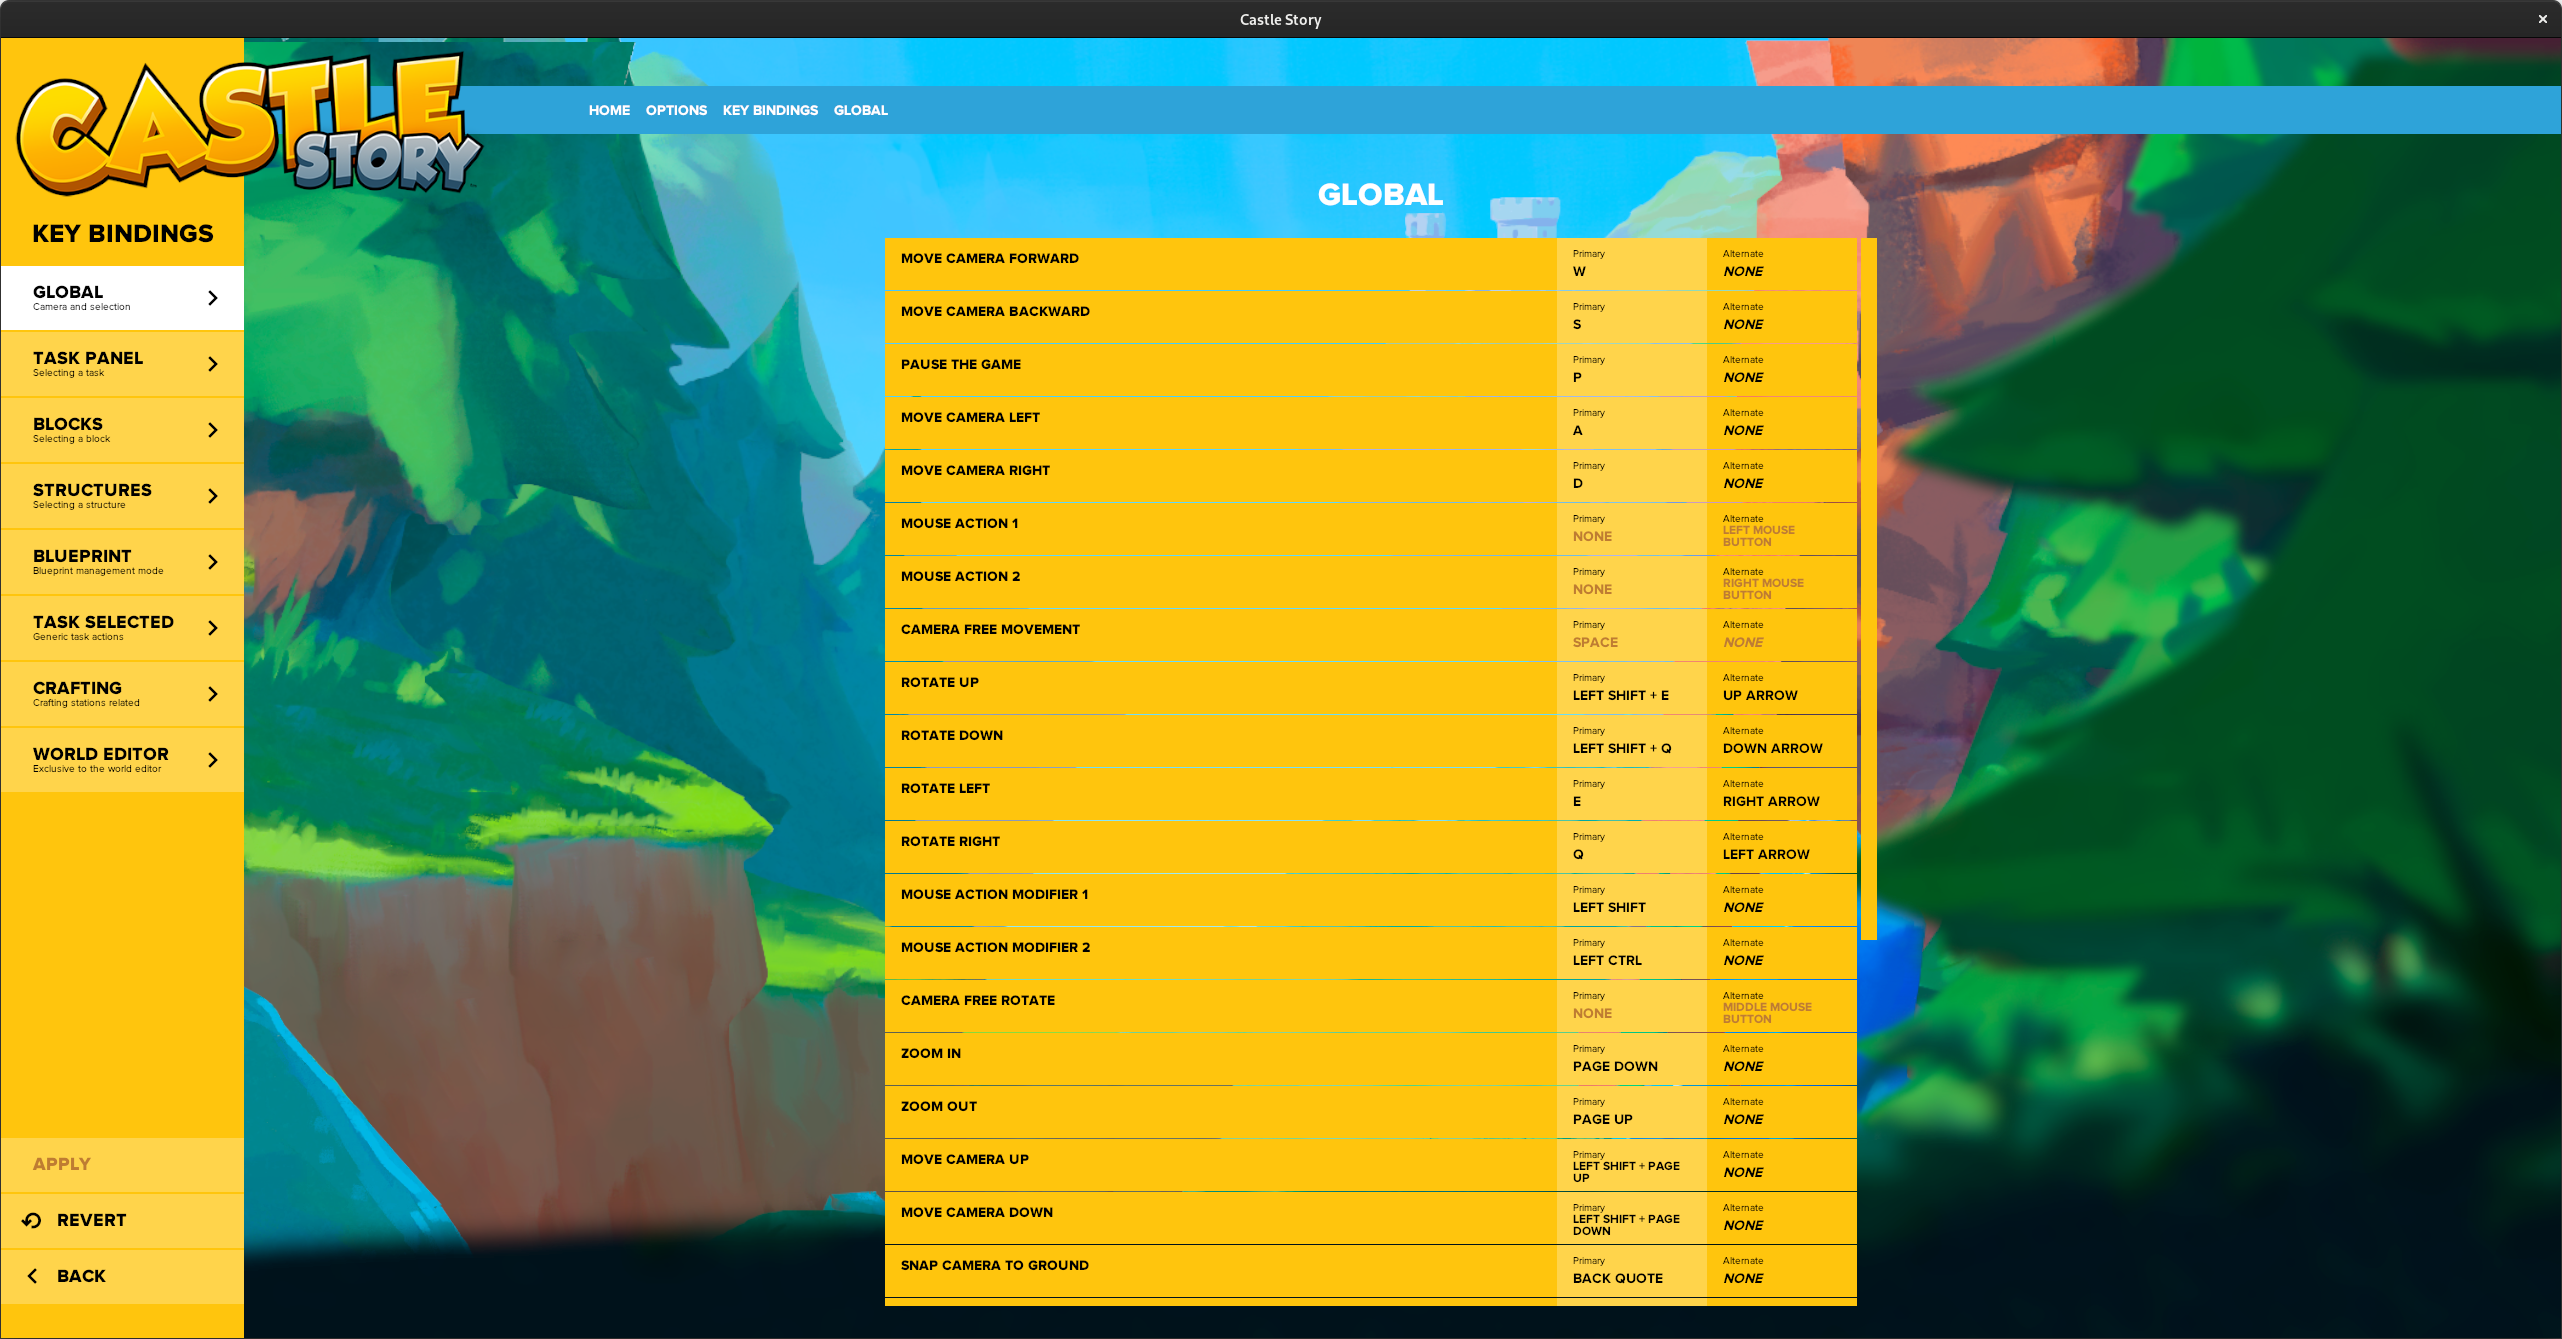 Castle Story
CASTLE
STORY
HOME OPTIONS KEY BINDINGS GLOBAL
KEY BINDINGS
GLOBAL
Camera and selection
TASK PANEL
Selecting a task
BLOCKS
Selecting a block
STRUCTURES
Selecting a structure
BLUEPRINT
Blueprint management mode
TASK SELECTED
Generic task actions
CRAFTING
Crafting stations related
WORLD EDITOR
Exclusive to the world editor
APPLY
REVERT
BACK
GLOBAL
MOVE CAMERA FORWARD
Primary
W
Alternate
NONE
MOVE CAMERA BACKWARD
Primary
S
Alternate
NONE
PAUSE THE GAME
Primary
P
Alternate
NONE
MOVE CAMERA LEFT
Primary
A
Alternate
NONE
MOVE CAMERA RIGHT
Primary
D
Alternate
NONE
MOUSE ACTION 1
Primary
NONE
Alternate
LEFT MOUSE
BUTTON
MOUSE ACTION 2
Primary
NONE
Alternate
RIGHT MOUSE
BUTTON
CAMERA FREE MOVEMENT
Primary
SPACE
Alternate
NONE
ROTATE UP
Primary
LEFT SHIFT + E
Alternate
UP ARROW
ROTATE DOWN
Primary
LEFT SHIFT + Q
Alternate
DOWN ARROW
ROTATE LEFT
Primary
E
Alternate
RIGHT ARROW
ROTATE RIGHT
Primary
Q
Alternate
LEFT ARROW
MOUSE ACTION MODIFIER 1
Primary
LEFT SHIFT
Alternate
NONE
MOUSE ACTION MODIFIER 2
Primary
LEFT CTRL
Alternate
NONE
CAMERA FREE ROTATE
Primary
NONE
Alternate
MIDDLE MOUSE
BUTTON
ZOOM IN
Primary
PAGE DOWN
Alternate
NONE
ZOOM OUT
Primary
PAGE UP
Alternate
NONE
MOVE CAMERA UP
Primary
LEFT SHIFT + PAGE
UP
Alternate
NONE
MOVE CAMERA DOWN
Primary
LEFT SHIFT + PAGE
DOWN
Alternate
NONE
SNAP CAMERA TO GROUND
Primary
BACK QUOTE
Alternate
NONE